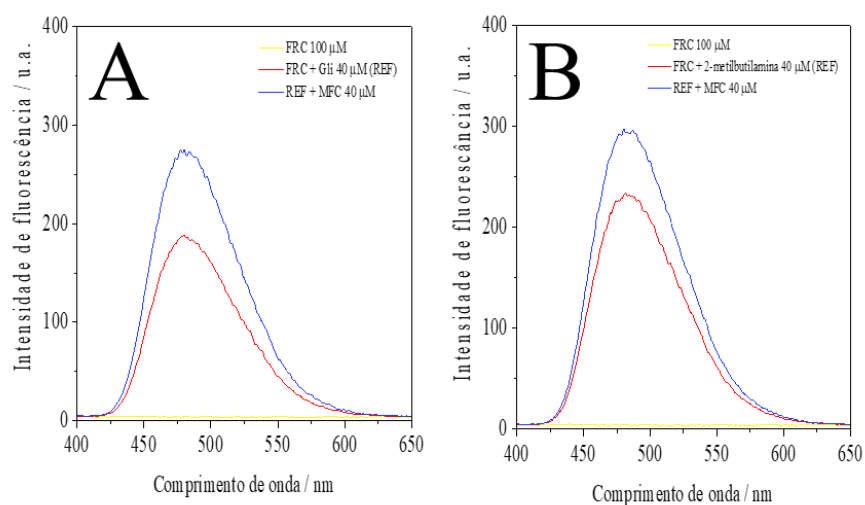 A
FRC 100 µM
FRC + Gli 40 µM (REF)
REF + MFC 40 µM
Intensidade de fluorescência / u.a.
400
300
200
100
0
400 450 500 550 600 650
Comprimento de onda / nm
B
FRC 100 µM
FRC + 2-metilbutilamina 40 µM (REF)
REF + MFC 40 µM
Intensidade de fluorescência / u.a.
400
300
200
100
0
400 450 500 550 600 650
Comprimento de onda / nm